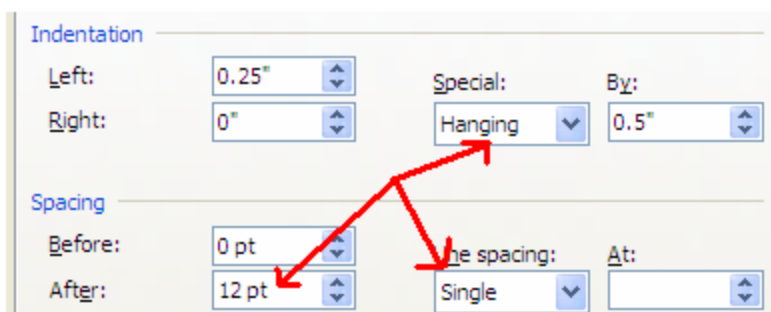 Indentation
Left: 0.25" Special: By:
Right: 0" Hanging 0.5"
Spacing
Before: 0 pt spacing: At:
After: 12 pt Single